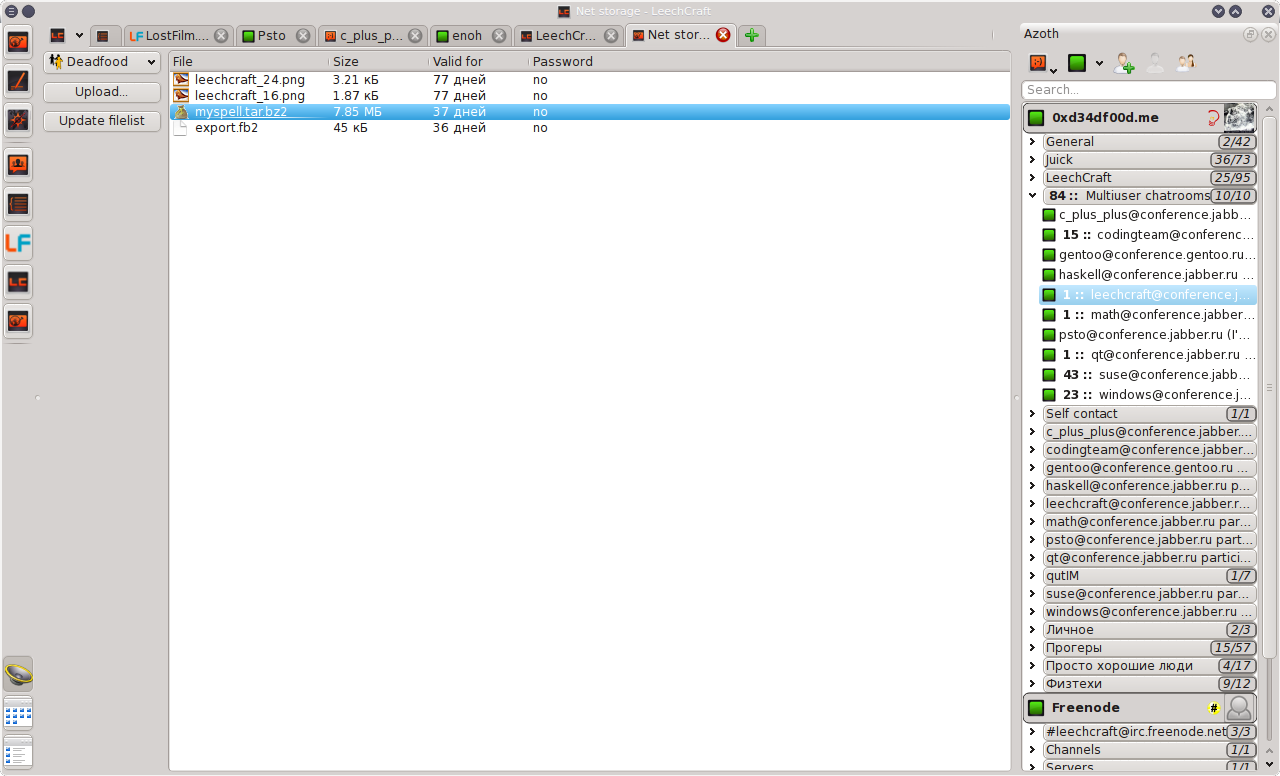 Net storage - LeechCraft
LostFilm....
Psto
c_plus_p...
enoh
LeechCr...
Net stor...
Deadfood
Upload...
Update filelist
File Size Valid for Password
leechcraft_24.png 3.21 кБ 77 дней no
leechcraft_16.png 1.87 кБ 77 дней no
myspell.tar.bz2 7.85 МБ 37 дней no
export.fb2 45 кБ 36 дней no
LF
LC
Azoth
Search...
0xd34df00d.me
General 2/42
Juick 36/73
LeechCraft 25/95
84 :: Multiuser chatrooms 10/10
c_plus_plus@conference.jabb...
15 :: codingteam@conferenc...
gentoo@conference.gentoo.ru...
haskell@conference.jabber.ru ...
1 :: leechcraft@conference.j...
1 :: math@conference.jabber...
psto@conference.jabber.ru (I'...
1 :: qt@conference.jabber.ru ...
43 :: suse@conference.jabb...
23 :: windows@conference.j...
Self contact 1/1
c_plus_plus@conference.jabber....
codingteam@conference.jabber...
gentoo@conference.gentoo.ru ...
haskell@conference.jabber.ru p...
leechcraft@conference.jabber.r...
math@conference.jabber.ru par...
psto@conference.jabber.ru part...
qt@conference.jabber.ru partici...
qutIM 1/7
suse@conference.jabber.ru par...
windows@conference.jabber.ru ...
Личное 2/3
Прогеры 15/57
Просто хорошие люди 4/17
Физтехи 9/12
Freenode #
#leechcraft@irc.freenode.net 3/3
Channels 1/1
Servers 1/1